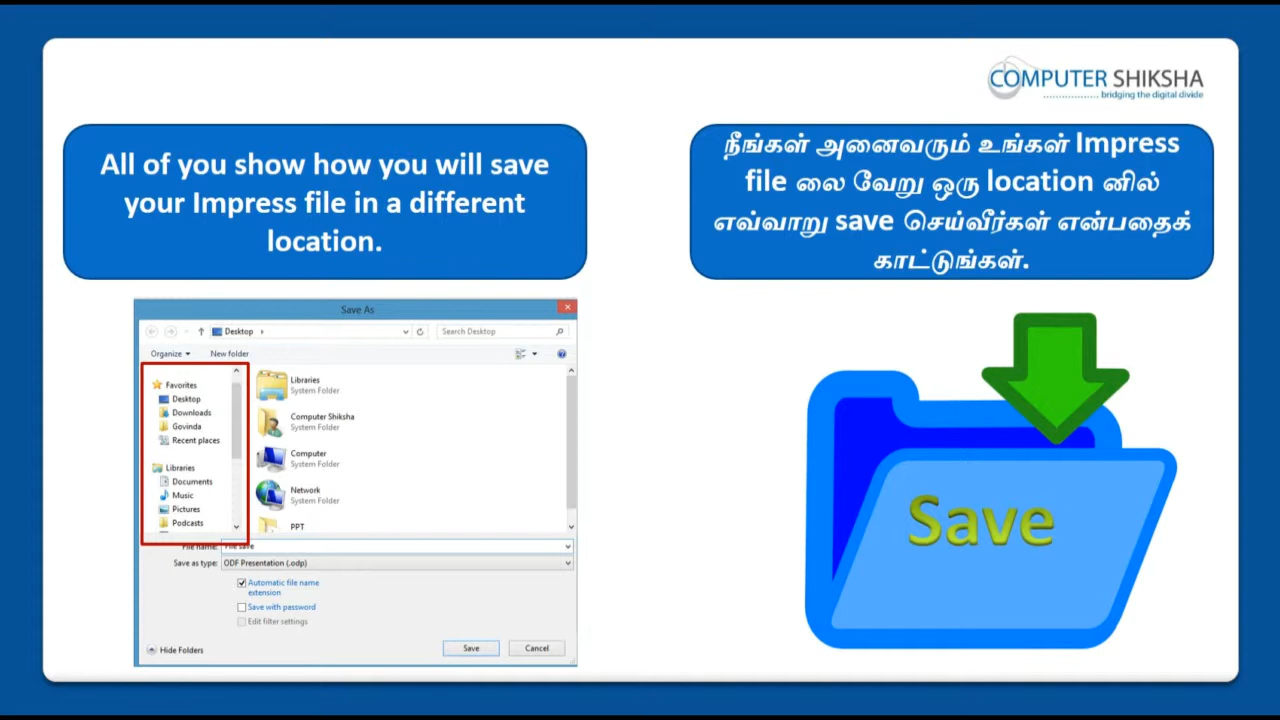 COMPUTER SHIKSHA
bridging the digital divide
All of you show how you will save
your Impress file in a different
location.
நீங்கள் அனைவரும் உங்கள் Impress
file லை வேறு ஒரு location னில்
எவ்வாறு save செய்வீர்கள் என்பதைக்
காட்டுங்கள்.
Save As
Desktop
Search Desktop
Organize
New folder
Favorites
Desktop
Downloads
Govinda
Recent places
Libraries
Documents
Music
Pictures
Podcasts
Libraries
System Folder
Computer Shiksha
System Folder
Computer
System Folder
Network
System Folder
PPT
File name: File save
Save as type: ODF Presentation (.odp)
Automatic file name
extension
Save with password
Edit filter settings
Hide Folders
Save
Cancel
Save